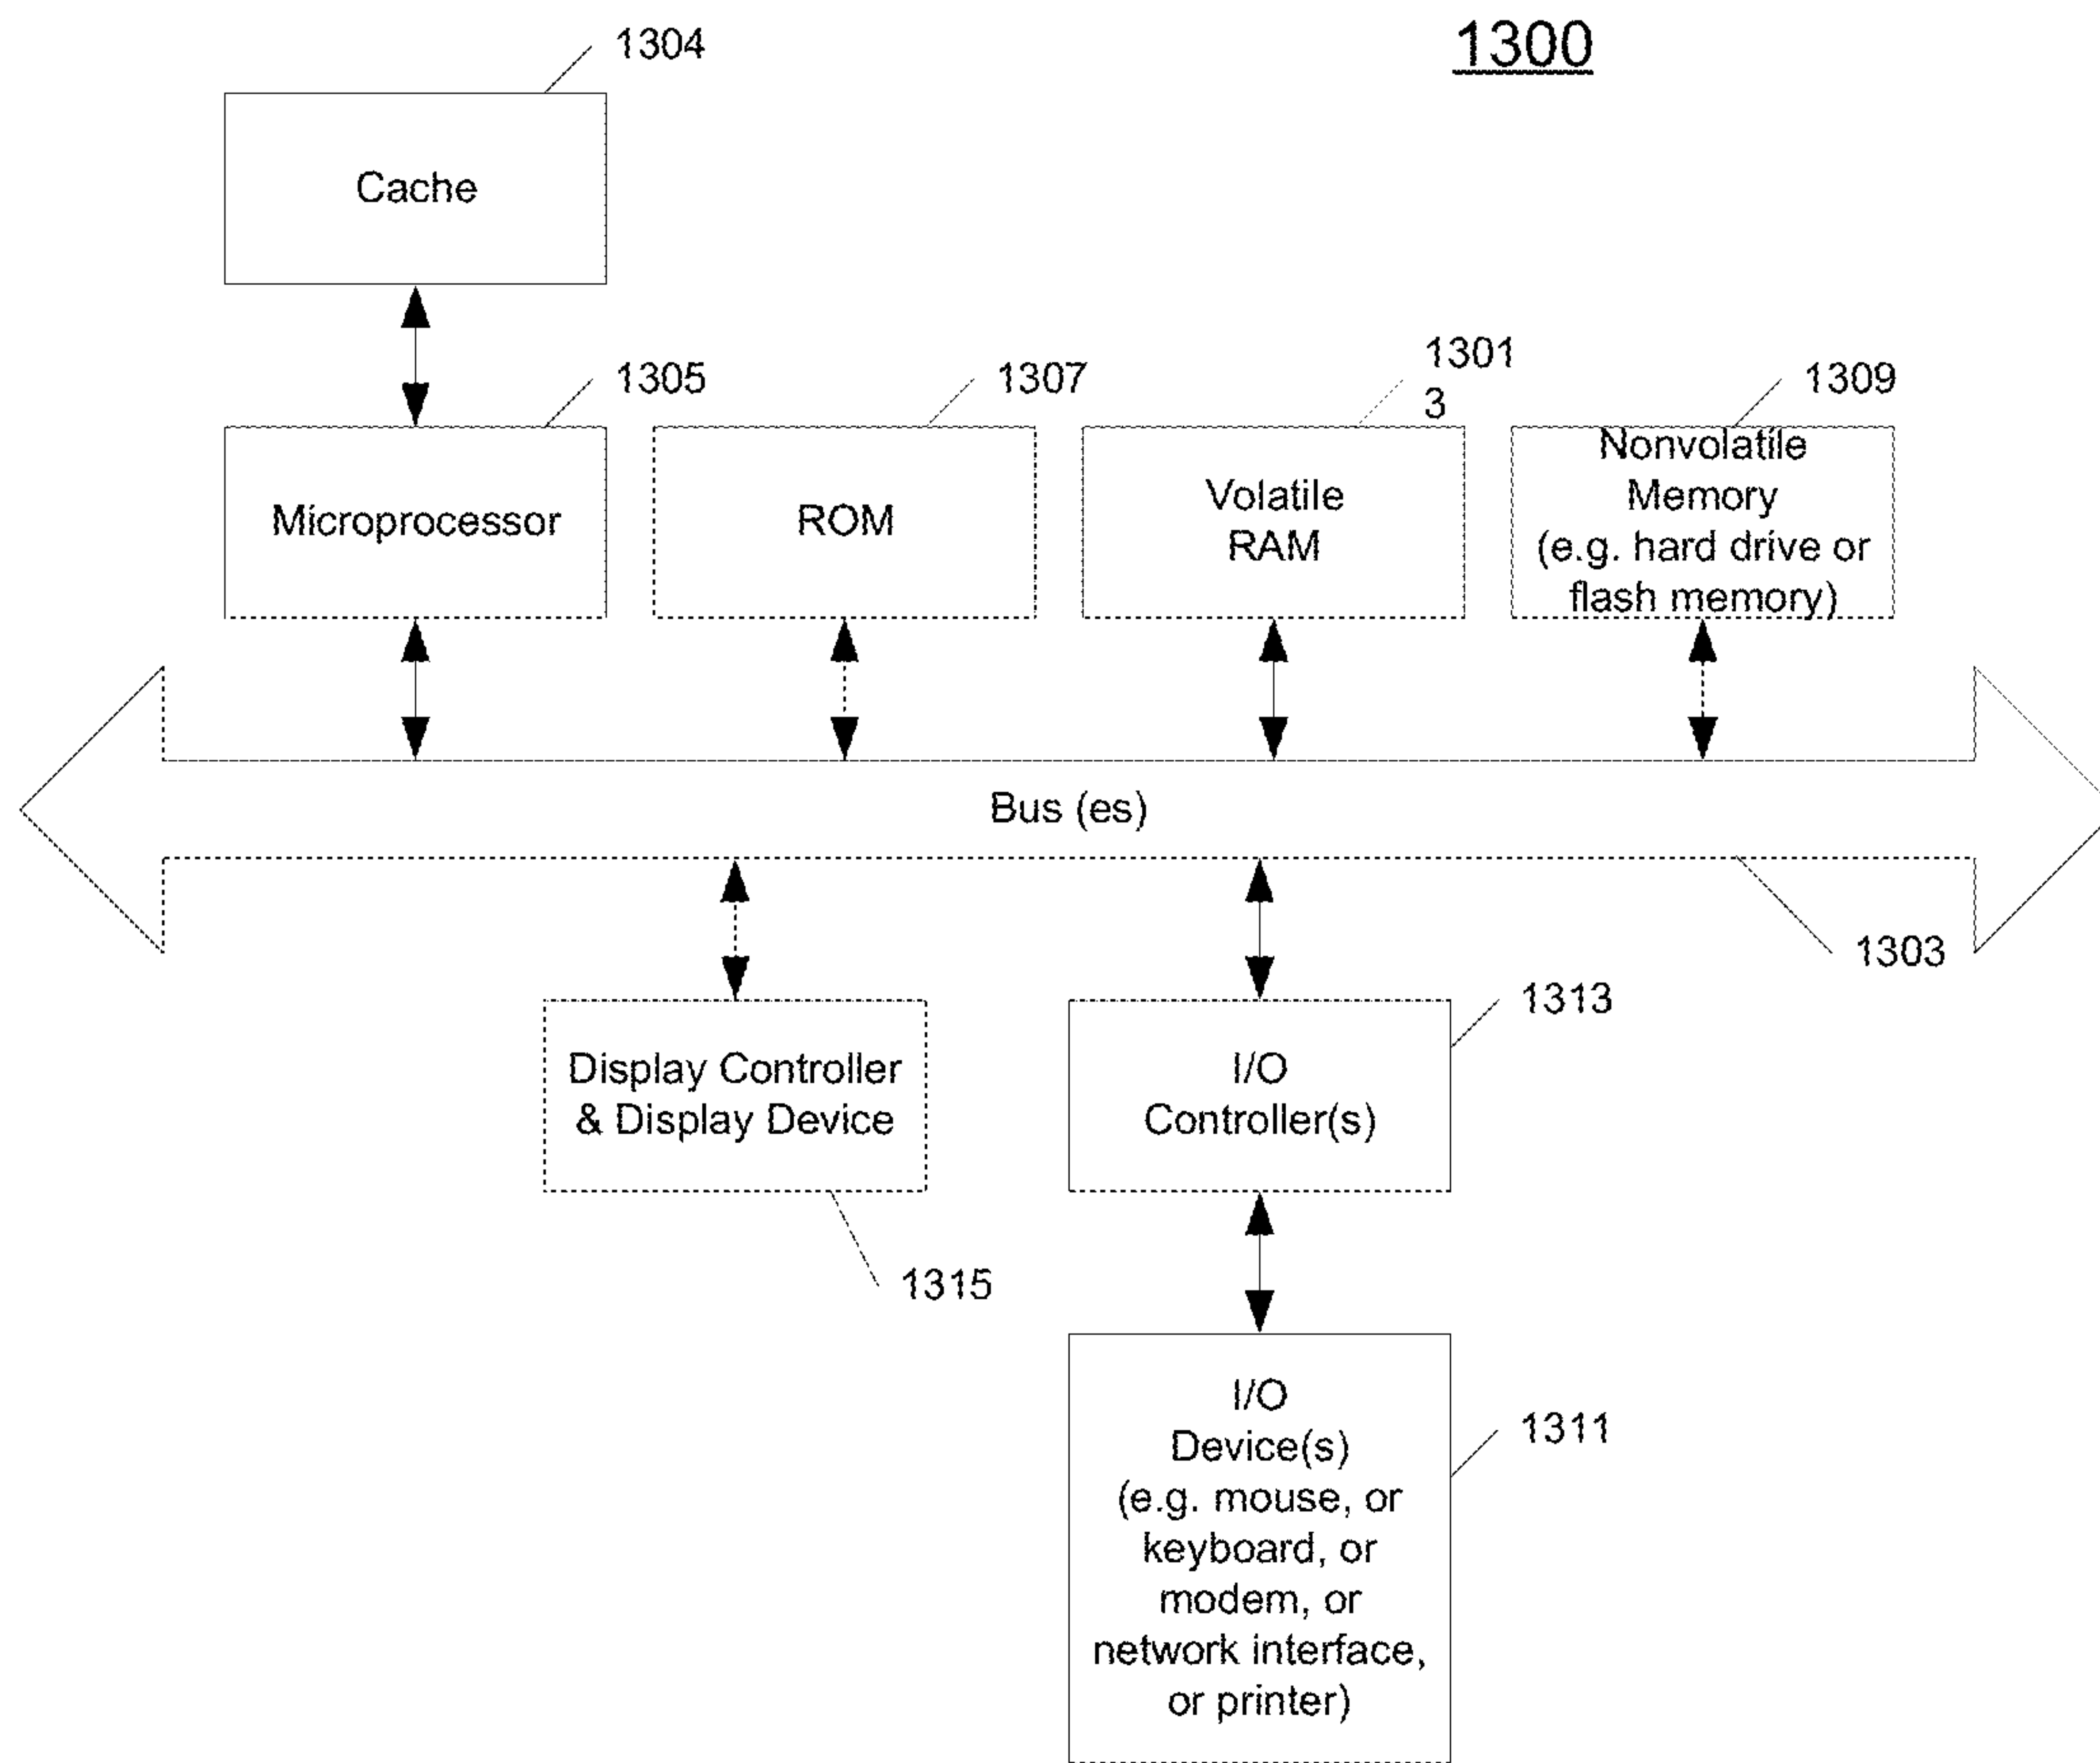 1300
1304
Cache
1305
1307
1301
3
1309
Microprocessor
ROM
Volatile
RAM
Nonvolatile
Memory
(e.g. hard drive or
flash memory)
Bus (es)
1303
1313
Display Controller
& Display Device
I/O
Controller(s)
1315
I/O
Device(s)
(e.g. mouse, or
keyboard, or
modem, or
network interface,
or printer)
1311